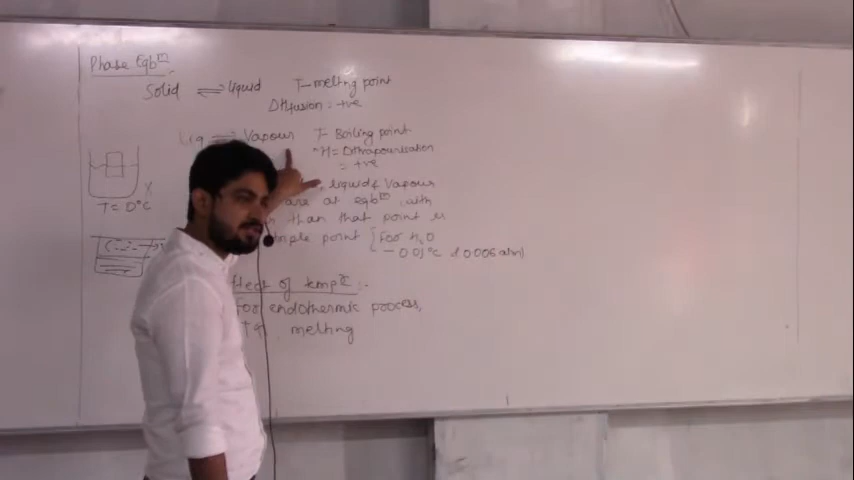 Phase Eqbm
Solid ⇌ liquid T - melting point
ΔHfusion = +ve
Liq ⇌ Vapour T - Boiling point
ΔHvapourisation
= +ve
liquid & Vapour
are at eqbm with
than that point is
point [for H2O
0.01°C & 0.006 atm]
T = 0°C
of tempr :-
for endothermic process,
T↑ melting